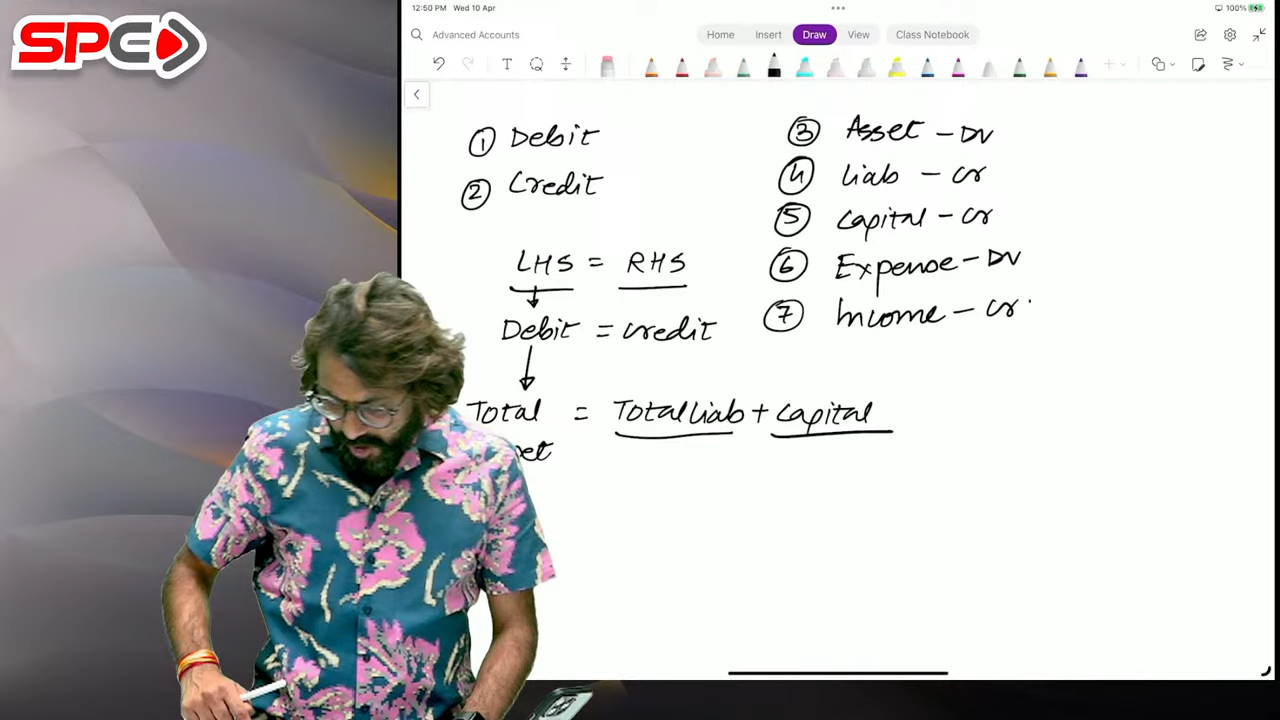 SPED
12:50 PM Wed 10 Apr
100%
Advanced Accounts
Home Insert Draw View Class Notebook
1 Debit
2 Credit
LHS = RHS
Debit = credit
Total = Total Liab + Capital
set
3 Asset - Dr
4 Liab - Cr
5 Capital - Cr
6 Expense - Dr
7 Income - Cr.